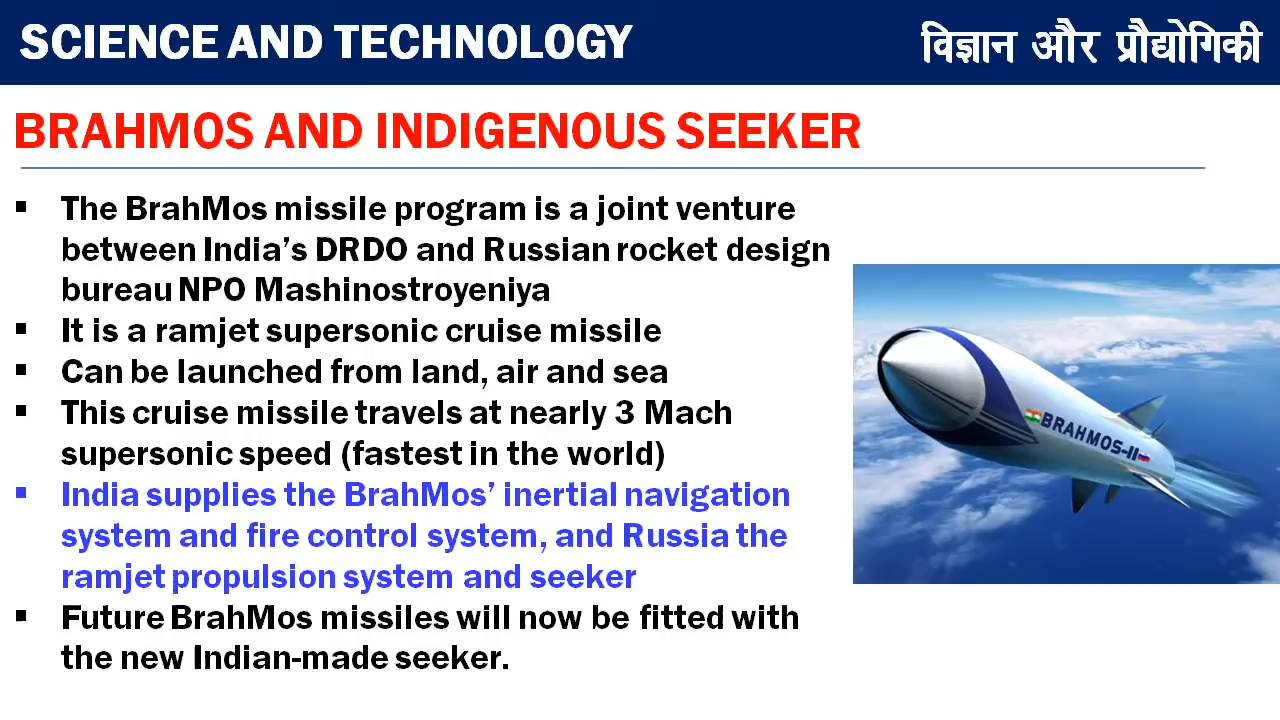 SCIENCE AND TECHNOLOGY
विज्ञान और प्रौद्योगिकी
BRAHMOS AND INDIGENOUS SEEKER
▪ The BrahMos missile program is a joint venture
between India’s DRDO and Russian rocket design
bureau NPO Mashinostroyeniya
▪ It is a ramjet supersonic cruise missile
▪ Can be launched from land, air and sea
▪ This cruise missile travels at nearly 3 Mach
supersonic speed (fastest in the world)
▪ India supplies the BrahMos’ inertial navigation
system and fire control system, and Russia the
ramjet propulsion system and seeker
▪ Future BrahMos missiles will now be fitted with
the new Indian-made seeker.
BRAHMOS-II